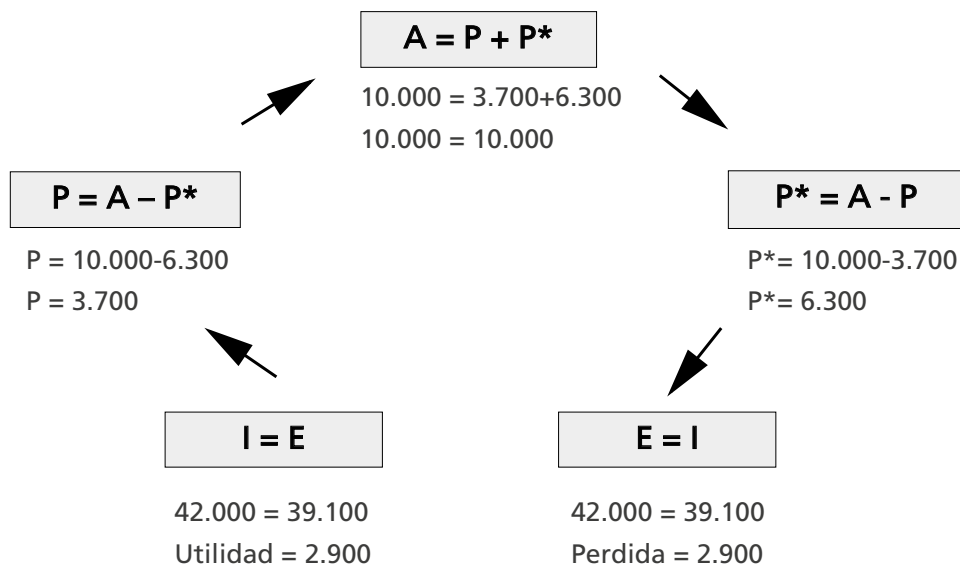 A = P + P*
10.000 = 3.700+6.300
10.000 = 10.000
P = A – P*
P = 10.000-6.300
P = 3.700
P* = A - P
P*= 10.000-3.700
P*= 6.300
I = E
42.000 = 39.100
Utilidad = 2.900
E = I
42.000 = 39.100
Perdida = 2.900